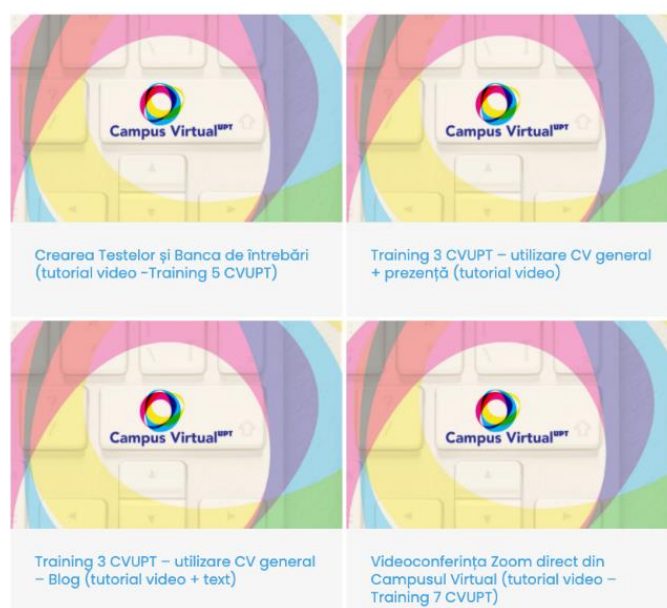 Campus Virtual UPT
Crearea Testelor și Banca de întrebări
(tutorial video -Training 5 CVUPT)
Campus Virtual UPT
Training 3 CVUPT – utilizare CV general
+ prezență (tutorial video)
Campus Virtual UPT
Training 3 CVUPT – utilizare CV general
– Blog (tutorial video + text)
Campus Virtual UPT
Videoconferința Zoom direct din
Campusul Virtual (tutorial video –
Training 7 CVUPT)